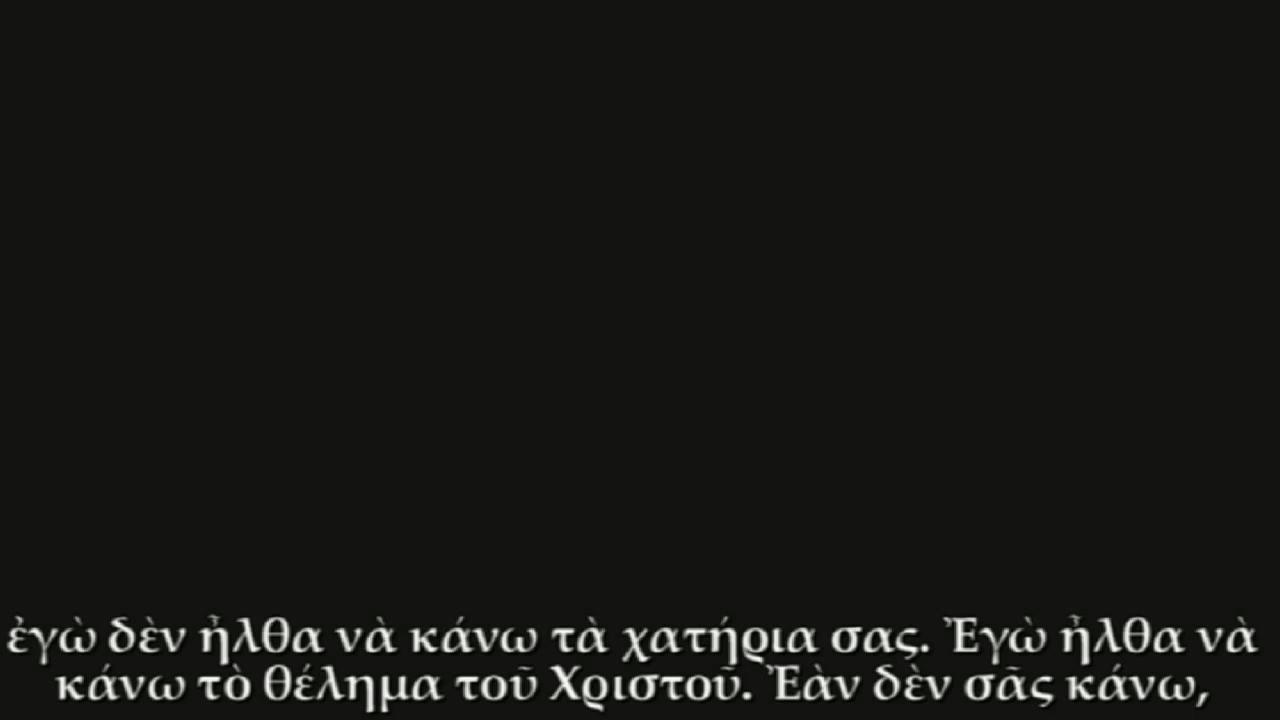 ἐγὼ δὲν ἦλθα νὰ κάνω τὰ χατήρια σας. Ἐγὼ ἦλθα νὰ
κάνω τὸ θέλημα τοῦ Χριστοῦ. Ἐὰν δὲν σᾶς κάνω,